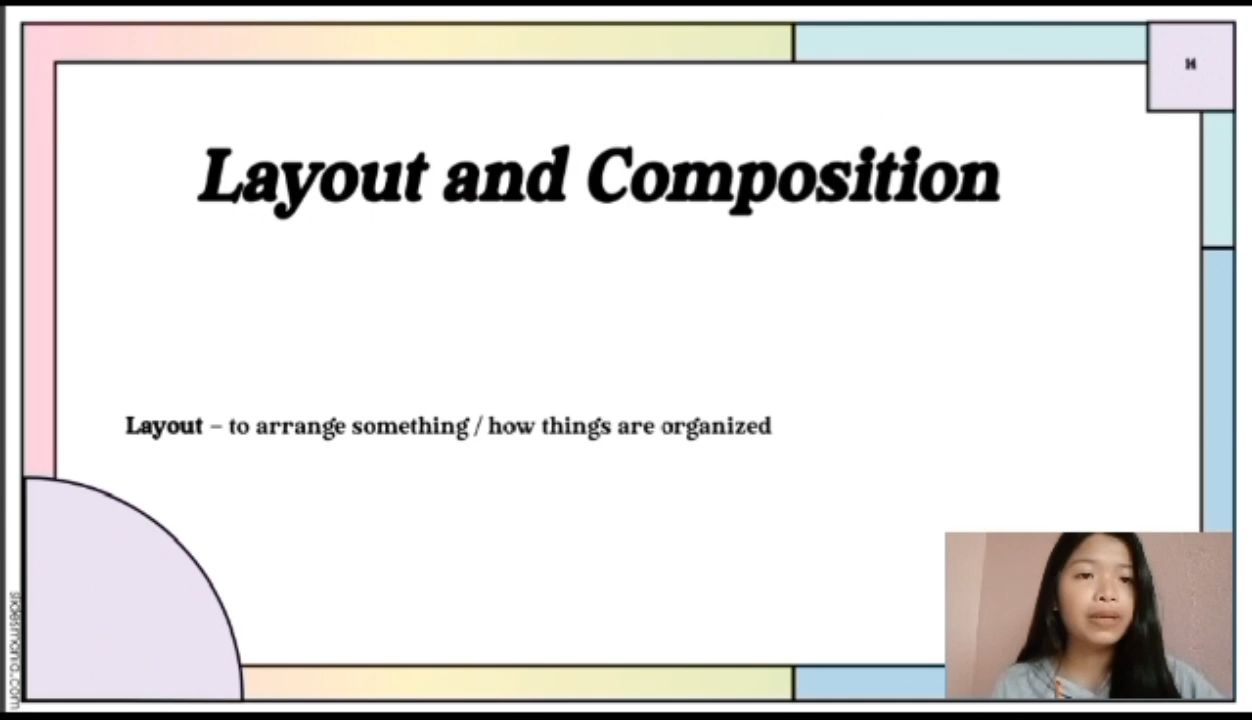 Layout and Composition
Layout – to arrange something / how things are organized
slidesmania.com